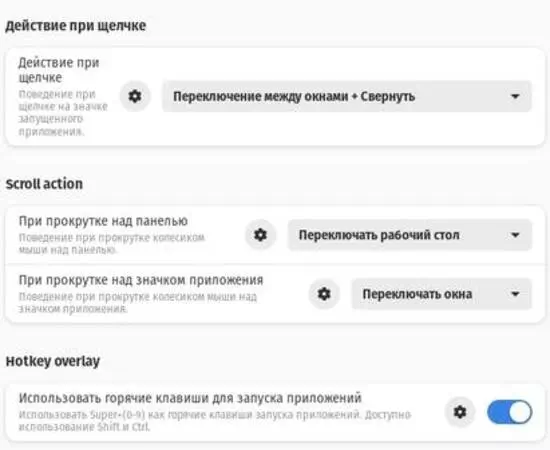 Действие при щелчке
Действие при
щелчке
Поведение при
щелчке на значке
запущенного
приложения.
Переключение между окнами + Свернуть
Scroll action
При прокрутке над панелью
Поведение при прокрутке колесиком
мыши над панелью.
Переключать рабочий стол
При прокрутке над значком приложения
Поведение при прокрутке колесиком мыши над
значком приложения.
Переключать окна
Hotkey overlay
Использовать горячие клавиши для запуска приложений
Использовать Super+(0-9) как горячие клавиши запуска приложений. Доступно
использование Shift и Ctrl.